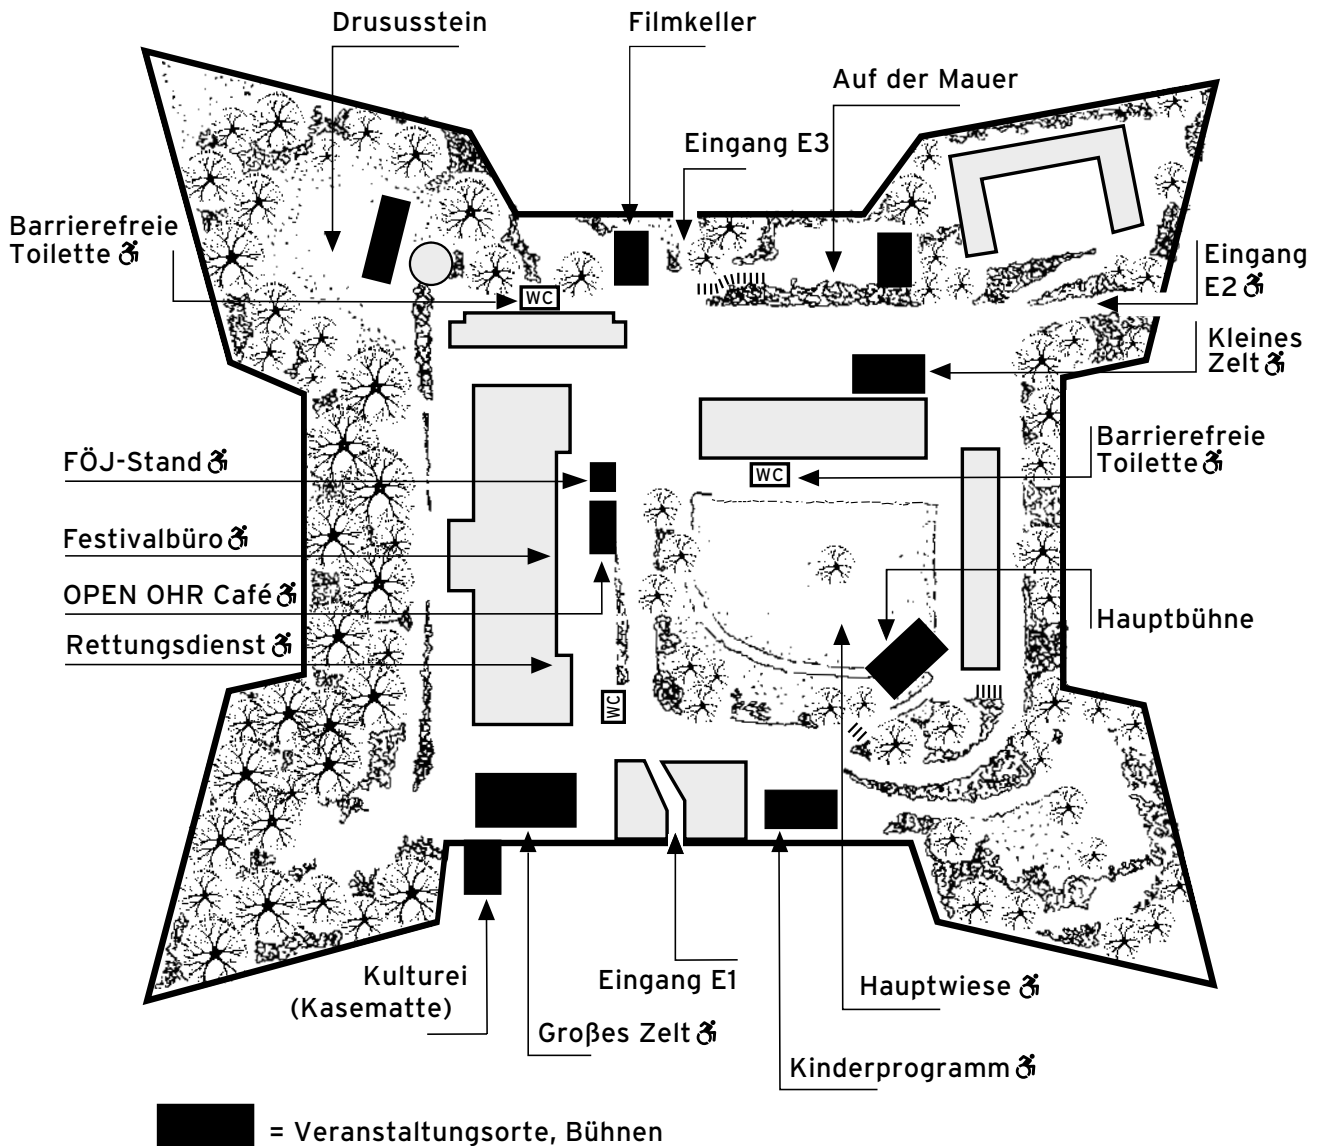 Drususstein
Filmkeller
Auf der Mauer
Eingang E3
Barrierefreie
Toilette
Eingang
E2
WC
Kleines
Zelt
Barrierefreie
Toilette
FÖJ-Stand
WC
Festivalbüro
OPEN OHR Café
Hauptbühne
Rettungsdienst
WC
Kulturei
(Kasematte)
Eingang E1
Hauptwiese
Großes Zelt
Kinderprogramm
= Veranstaltungsorte, Bühnen